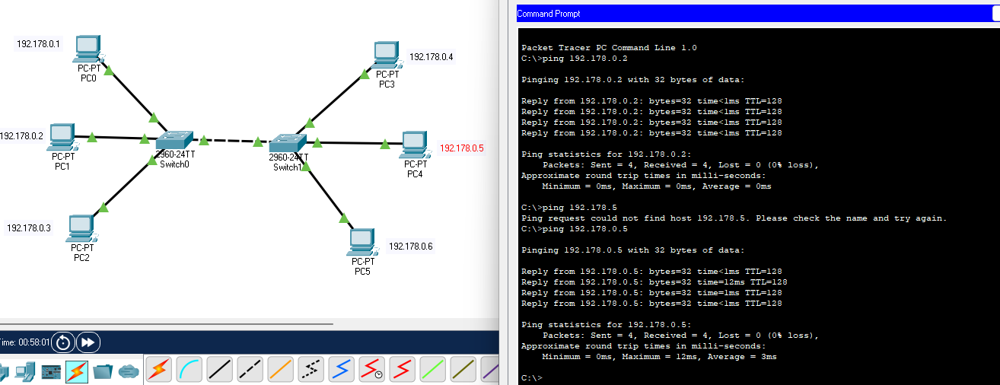 192.178.0.1
PC-PT
PC0
192.178.0.2
PC-PT
PC1
192.178.0.3
PC-PT
PC2
2960-24TT
Switch0
2960-24TT
Switch1
192.178.0.4
PC-PT
PC3
192.178.0.5
PC-PT
PC4
192.178.0.6
PC-PT
PC5
ime: 00:58:01
Command Prompt
Packet Tracer PC Command Line 1.0
C:\>ping 192.178.0.2
Pinging 192.178.0.2 with 32 bytes of data:
Reply from 192.178.0.2: bytes=32 time<1ms TTL=128
Reply from 192.178.0.2: bytes=32 time<1ms TTL=128
Reply from 192.178.0.2: bytes=32 time<1ms TTL=128
Reply from 192.178.0.2: bytes=32 time<1ms TTL=128
Ping statistics for 192.178.0.2:
Packets: Sent = 4, Received = 4, Lost = 0 (0% loss),
Approximate round trip times in milli-seconds:
Minimum = 0ms, Maximum = 0ms, Average = 0ms
C:\>ping 192.178.5
Ping request could not find host 192.178.5. Please check the name and try again.
C:\>ping 192.178.0.5
Pinging 192.178.0.5 with 32 bytes of data:
Reply from 192.178.0.5: bytes=32 time<1ms TTL=128
Reply from 192.178.0.5: bytes=32 time=12ms TTL=128
Reply from 192.178.0.5: bytes=32 time=1ms TTL=128
Reply from 192.178.0.5: bytes=32 time<1ms TTL=128
Ping statistics for 192.178.0.5:
Packets: Sent = 4, Received = 4, Lost = 0 (0% loss),
Approximate round trip times in milli-seconds:
Minimum = 0ms, Maximum = 12ms, Average = 3ms
C:\>